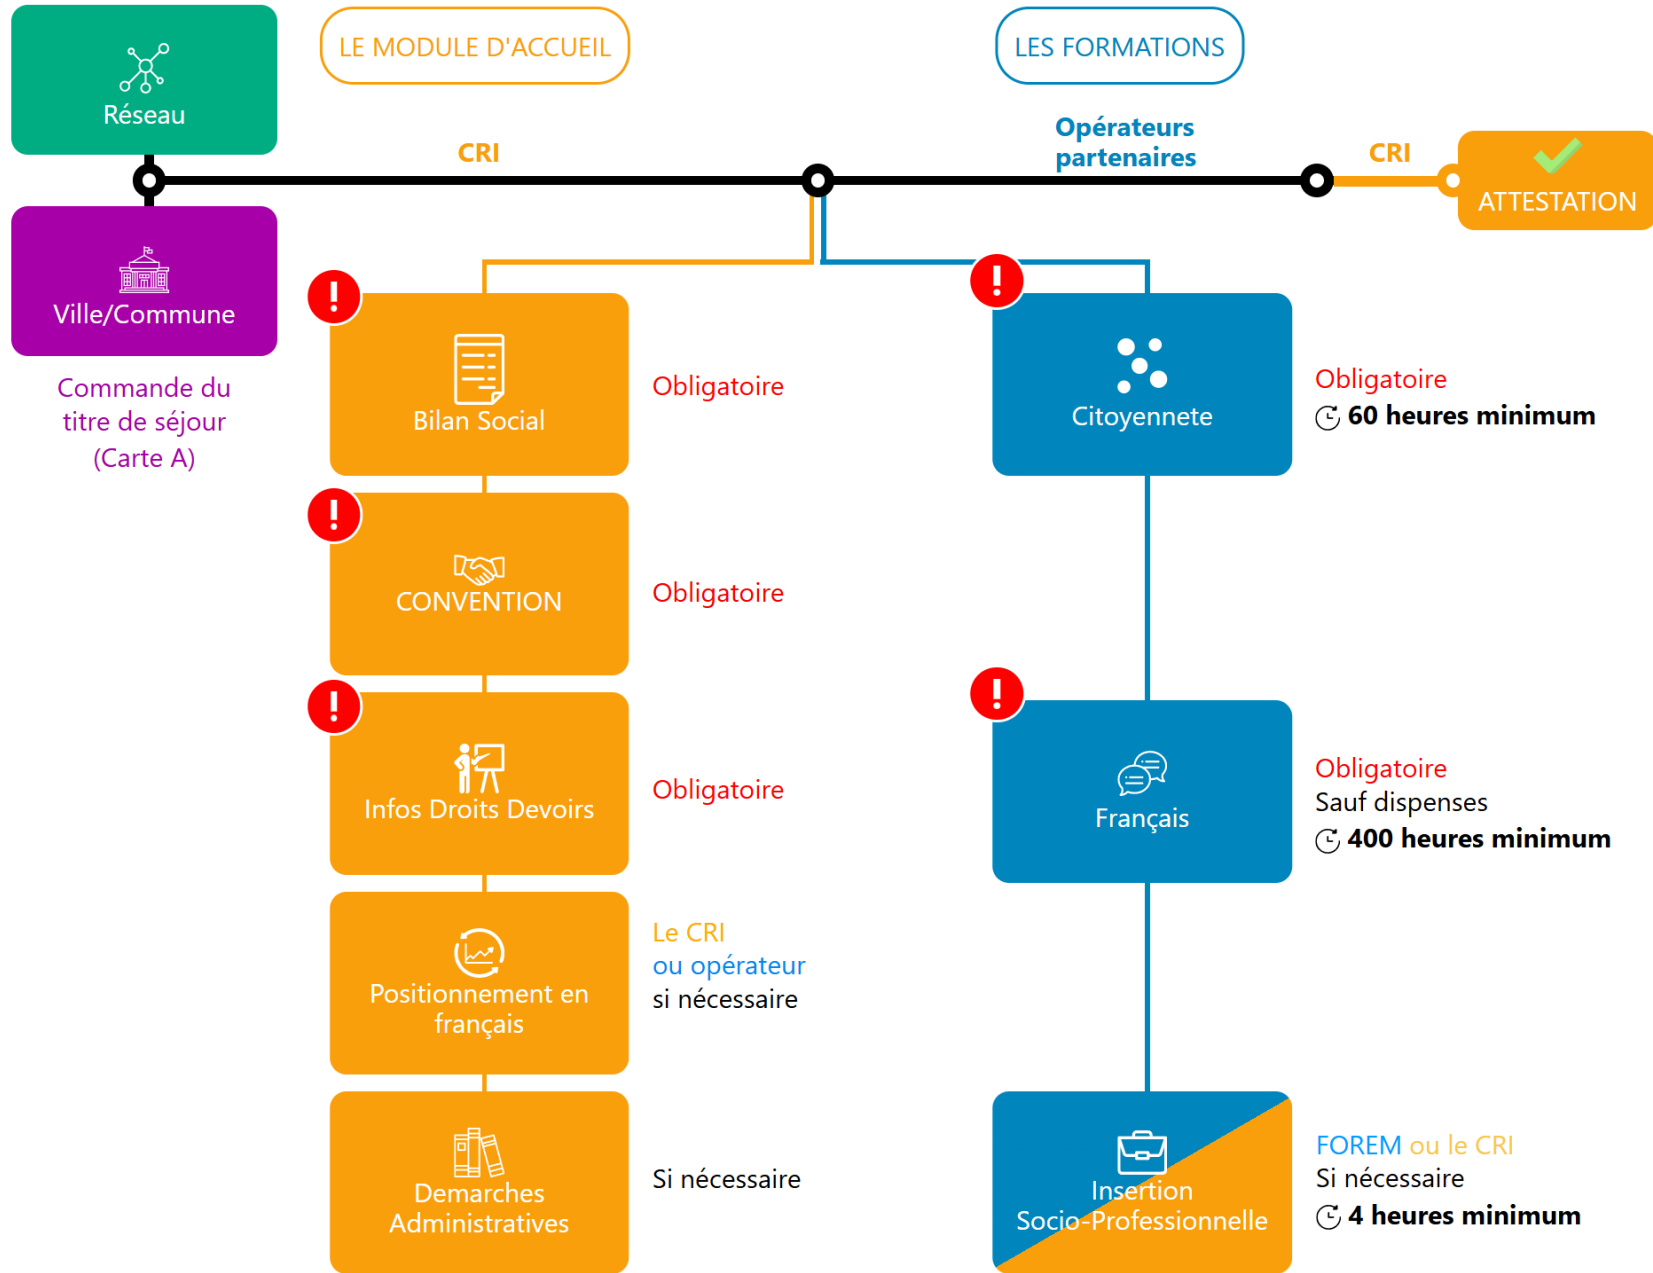 Réseau
LE MODULE D'ACCUEIL
LES FORMATIONS
CRI
Opérateurs
partenaires
CRI
ATTESTATION
Ville/Commune
Commande du
titre de séjour
(Carte A)
Bilan Social
Obligatoire
CONVENTION
Obligatoire
Infos Droits Devoirs
Obligatoire
Positionnement en
français
Le CRI
ou opérateur
si nécessaire
Demarches
Administratives
Si nécessaire
Citoyennete
Obligatoire
60 heures minimum
Français
Obligatoire
Sauf dispenses
400 heures minimum
Insertion
Socio-Professionnelle
FOREM ou le CRI
Si nécessaire
4 heures minimum